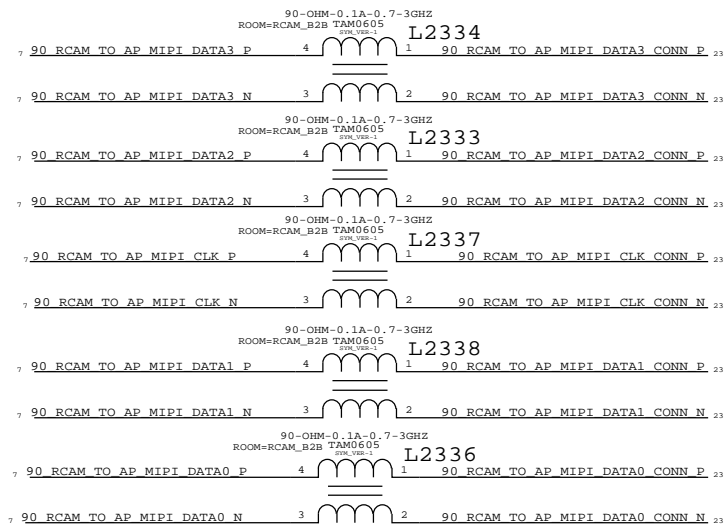 90-OHM-0.1A-0.7-3GHZ
ROOM=RCAM_B2B TAM0605 L2334
SYM_VER-1
7 90_RCAM_TO_AP_MIPI_DATA3_P 4 1 90_RCAM_TO_AP_MIPI_DATA3_CONN_P 23
7 90_RCAM_TO_AP_MIPI_DATA3_N 3 2 90_RCAM_TO_AP_MIPI_DATA3_CONN_N 23
90-OHM-0.1A-0.7-3GHZ
ROOM=RCAM_B2B TAM0605 L2333
SYM_VER-1
7 90_RCAM_TO_AP_MIPI_DATA2_P 4 1 90_RCAM_TO_AP_MIPI_DATA2_CONN_P 23
7 90_RCAM_TO_AP_MIPI_DATA2_N 3 2 90_RCAM_TO_AP_MIPI_DATA2_CONN_N 23
90-OHM-0.1A-0.7-3GHZ
ROOM=RCAM_B2B TAM0605 L2337
SYM_VER-1
7 90_RCAM_TO_AP_MIPI_CLK_P 4 1 90_RCAM_TO_AP_MIPI_CLK_CONN_P 23
7 90_RCAM_TO_AP_MIPI_CLK_N 3 2 90_RCAM_TO_AP_MIPI_CLK_CONN_N 23
90-OHM-0.1A-0.7-3GHZ
ROOM=RCAM_B2B TAM0605 L2338
SYM_VER-1
7 90_RCAM_TO_AP_MIPI_DATA1_P 4 1 90_RCAM_TO_AP_MIPI_DATA1_CONN_P 23
7 90_RCAM_TO_AP_MIPI_DATA1_N 3 2 90_RCAM_TO_AP_MIPI_DATA1_CONN_N 23
90-OHM-0.1A-0.7-3GHZ
ROOM=RCAM_B2B TAM0605 L2336
SYM_VER-1
7 90_RCAM_TO_AP_MIPI_DATA0_P 4 1 90_RCAM_TO_AP_MIPI_DATA0_CONN_P 23
7 90_RCAM_TO_AP_MIPI_DATA0_N 3 2 90_RCAM_TO_AP_MIPI_DATA0_CONN_N 23